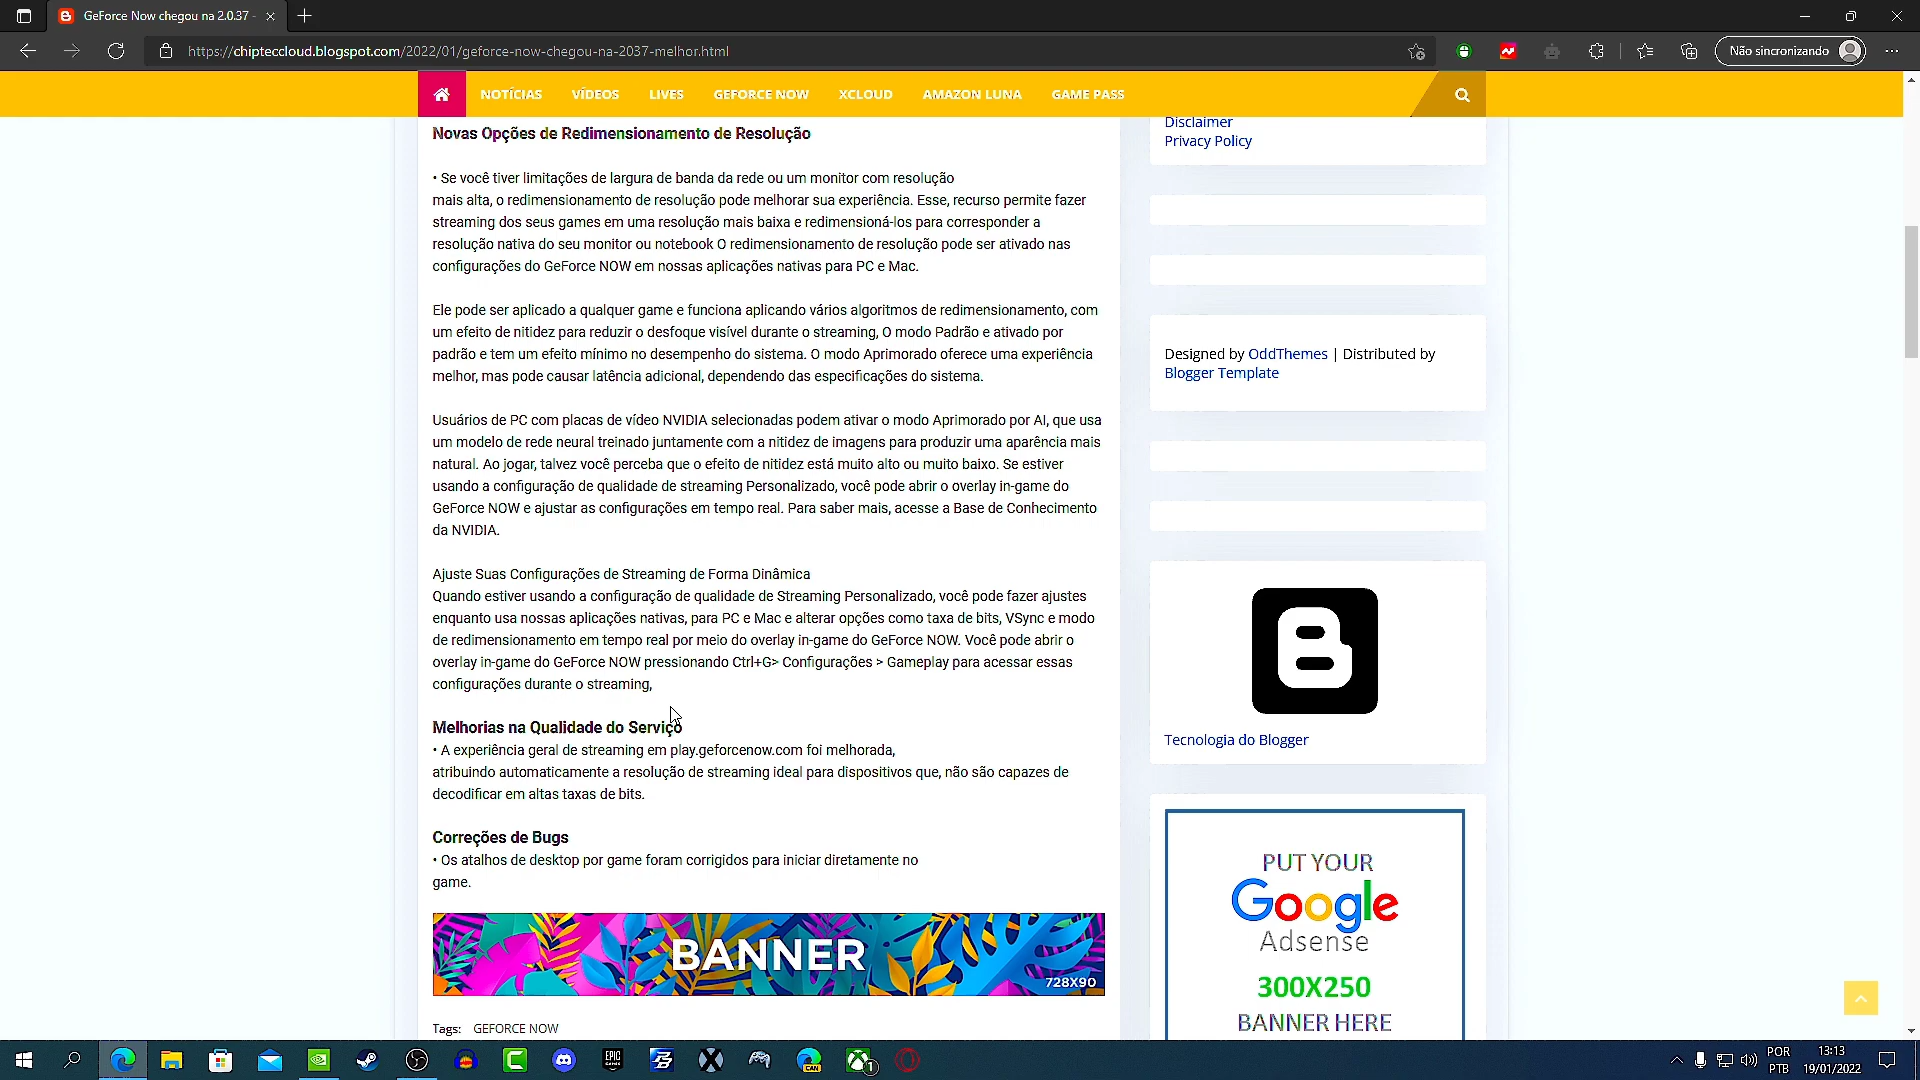 GeForce Now chegou na 2.0.37 -
https://chipteccloud.blogspot.com/2022/01/geforce-now-chegou-na-2037-melhor.html
Não sincronizando
NOTÍCIAS VÍDEOS LIVES GEFORCE NOW XCLOUD AMAZON LUNA GAME PASS
Novas Opções de Redimensionamento de Resolução
• Se você tiver limitações de largura de banda da rede ou um monitor com resolução
mais alta, o redimensionamento de resolução pode melhorar sua experiência. Esse, recurso permite fazer
streaming dos seus games em uma resolução mais baixa e redimensioná-los para corresponder a
resolução nativa do seu monitor ou notebook O redimensionamento de resolução pode ser ativado nas
configurações do GeForce NOW em nossas aplicações nativas para PC e Mac.
Ele pode ser aplicado a qualquer game e funciona aplicando vários algoritmos de redimensionamento, com
um efeito de nitidez para reduzir o desfoque visível durante o streaming, O modo Padrão e ativado por
padrão e tem um efeito mínimo no desempenho do sistema. O modo Aprimorado oferece uma experiência
melhor, mas pode causar latência adicional, dependendo das especificações do sistema.
Usuários de PC com placas de vídeo NVIDIA selecionadas podem ativar o modo Aprimorado por AI, que usa
um modelo de rede neural treinado juntamente com a nitidez de imagens para produzir uma aparência mais
natural. Ao jogar, talvez você perceba que o efeito de nitidez está muito alto ou muito baixo. Se estiver
usando a configuração de qualidade de streaming Personalizado, você pode abrir o overlay in-game do
GeForce NOW e ajustar as configurações em tempo real. Para saber mais, acesse a Base de Conhecimento
da NVIDIA.
Ajuste Suas Configurações de Streaming de Forma Dinâmica
Quando estiver usando a configuração de qualidade de Streaming Personalizado, você pode fazer ajustes
enquanto usa nossas aplicações nativas, para PC e Mac e alterar opções como taxa de bits, VSync e modo
de redimensionamento em tempo real por meio do overlay in-game do GeForce NOW. Você pode abrir o
overlay in-game do GeForce NOW pressionando Ctrl+G> Configurações > Gameplay para acessar essas
configurações durante o streaming,
Melhorias na Qualidade do Serviço
• A experiência geral de streaming em play.geforcenow.com foi melhorada,
atribuindo automaticamente a resolução de streaming ideal para dispositivos que, não são capazes de
decodificar em altas taxas de bits.
Correções de Bugs
• Os atalhos de desktop por game foram corrigidos para iniciar diretamente no
game.
BANNER
728X90
Tags: GEFORCE NOW
Disclaimer
Privacy Policy
Designed by OddThemes | Distributed by
Blogger Template
Tecnologia do Blogger
PUT YOUR
Google
Adsense
300X250
BANNER HERE
EPIC
GAMES
CAN
1
POR
PTB
13:13
19/01/2022